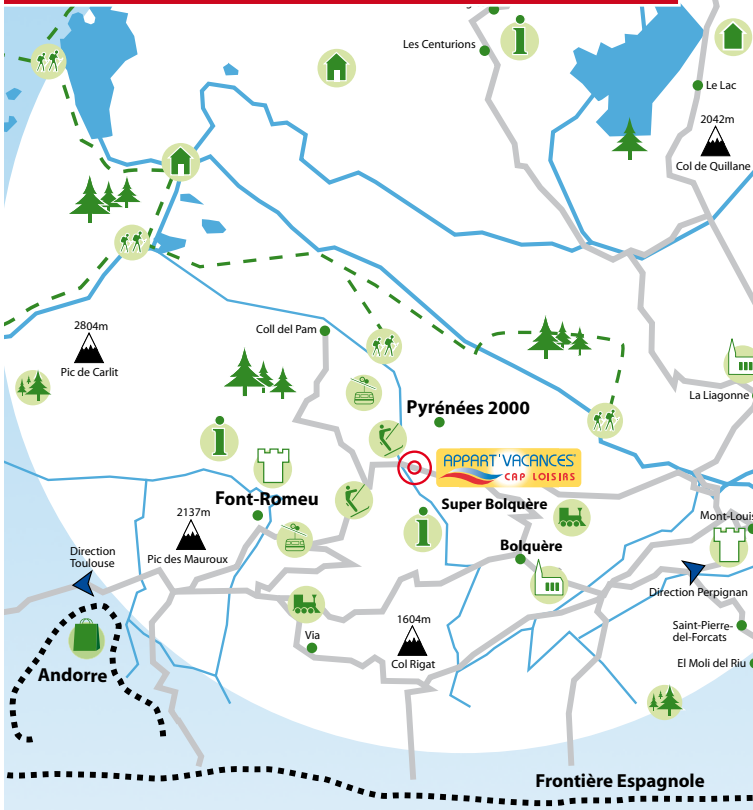 Les Centurions
Le Lac
2042m
Col de Quillane
2804m
Pic de Carlit
Coll del Pam
La Liagonne
Pyrénées 2000
APPART'VACANCES
CAP LOISIRS
Font-Romeu
Super Bolquère
2137m
Pic des Mauroux
Mont-Louis
Bolquère
Direction
Toulouse
Direction Perpignan
Via
1604m
Col Rigat
Saint-Pierre-
del-Forcats
El Moli del Riu
Andorre
Frontière Espagnole